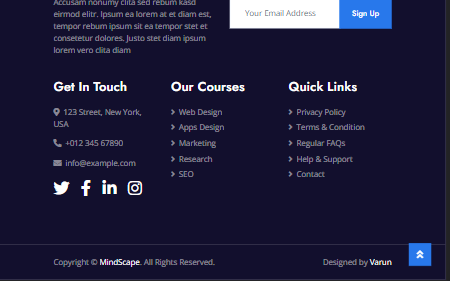 Accusam nonumy clita sed rebum kasd
eirmod elitr. Ipsum ea lorem at et diam est,
tempor rebum ipsum sit ea tempor stet et
consetetur dolores. Justo stet diam ipsum
lorem vero clita diam
Your Email Address
Sign Up
Get In Touch
123 Street, New York,
USA
+012 345 67890
info@example.com
Our Courses
Web Design
Apps Design
Marketing
Research
SEO
Quick Links
Privacy Policy
Terms & Condition
Regular FAQs
Help & Support
Contact
Copyright © MindScape. All Rights Reserved.
Designed by Varun